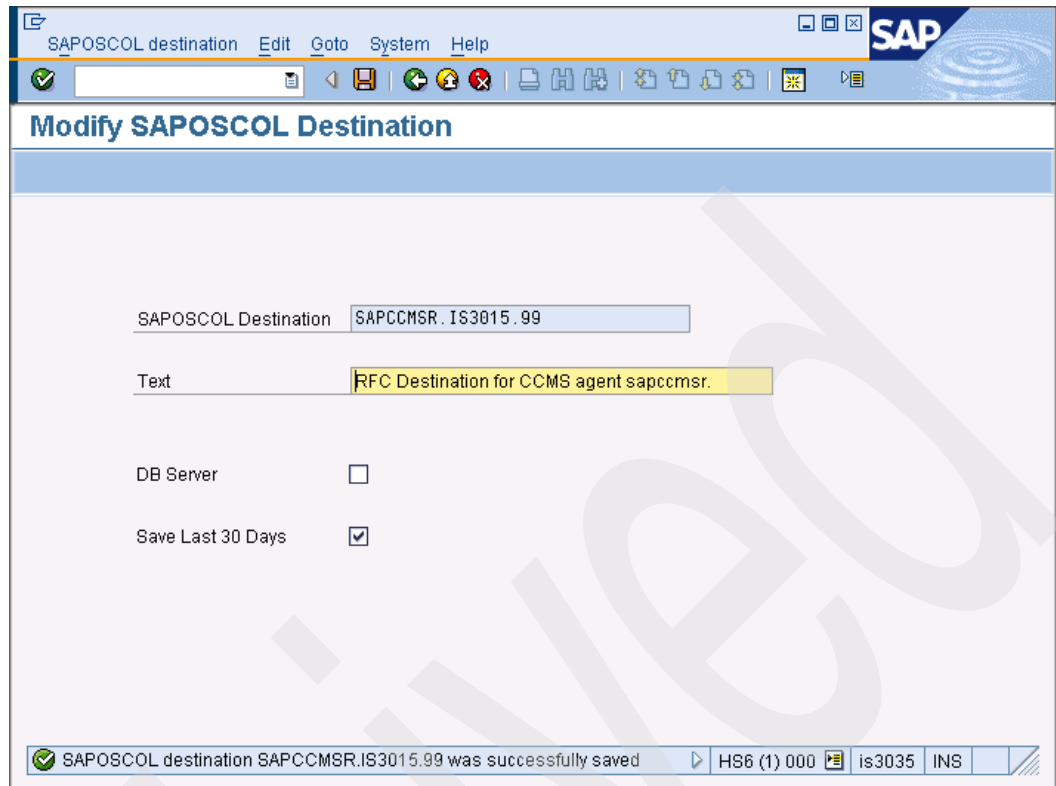 SAPOSCOL destination Edit Goto System Help
SAP
Modify SAPOSCOL Destination
SAPOSCOL Destination SAPCCMSR.IS3015.99
Text RFC Destination for CCMS agent sapccmsr.
DB Server
Save Last 30 Days
SAPOSCOL destination SAPCCMSR.IS3015.99 was successfully saved HS6 (1) 000 is3035 INS